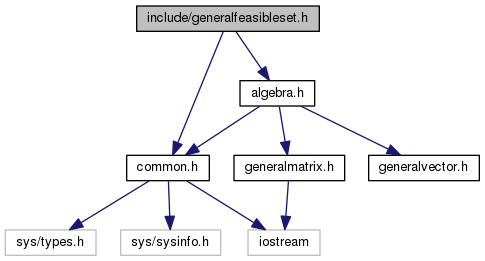 include/generalfeasibleset.h
algebra.h
common.h
generalmatrix.h
generalvector.h
sys/types.h
sys/sysinfo.h
iostream